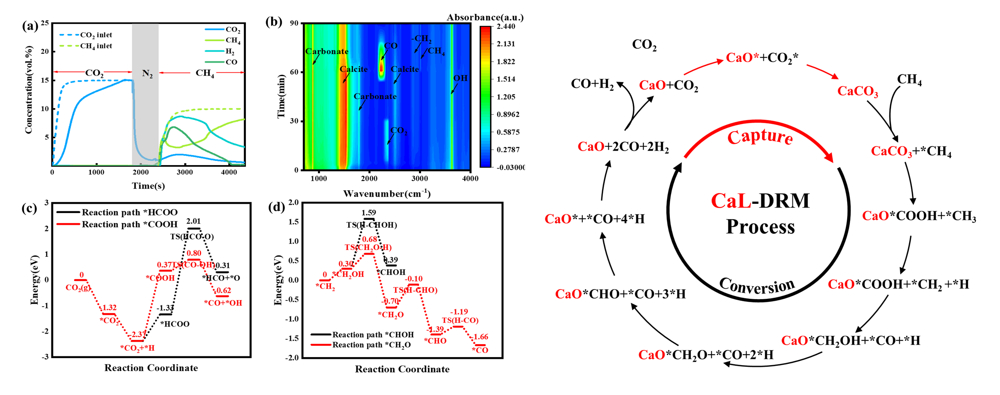 (a)
25
20
15
10
5
0
1000
2000
3000
4000
Concentration(vol.%)
Time(s)
CO₂ inlet
CH₄ inlet
CO₂
CH₄
H₂
CO
CO₂
N₂
CH₄
(b)
Absorbance(a.u.)
90
60
30
0
1000
2000
3000
4000
Time(min)
Wavenumber(cm⁻¹)
Carbonate
CO
-CH₂
CH₄
Calcite
Calcite
OH
Carbonate
CO₂
2.440
2.131
1.822
1.514
1.205
0.8962
0.5875
0.2787
-0.03000
(c)
3
2
1
0
-1
-2
-3
Energy(eV)
Reaction Coordinate
Reaction path *HCOO
Reaction path *COOH
0
CO₂(g)
-1.32
*CO₂
-2.37
*CO₂+*H
0.37
*COOH
-1.33
*HCOO
2.01
TS(HCO-O)
0.80
TS(CO-OH)
0.31
*HCO+*O
-0.62
*CO+*OH
(d)
2.0
1.5
1.0
0.5
0.0
-0.5
-1.0
-1.5
-2.0
Energy(eV)
Reaction Coordinate
1.59
TS(H-CHOH)
0.68
TS(CH₂O-H)
0
*CH₂
0.30
*CH₂OH
0.39
*CHOH
-0.70
*CH₂O
-0.10
TS(H-CHO)
-1.39
*CHO
-1.19
TS(H-CO)
-1.66
*CO
Reaction path *CHOH
Reaction path *CH₂O
CO₂
CaO*+CO₂*
CO+H₂
CaO+CO₂
CaCO₃
CH₄
CaO+2CO+2H₂
CaCO₃+*CH₄
Capture
CaL-DRM
Process
Conversion
CaO*+*CO+4*H
CaO*COOH+*CH₃
CaO*CHO+*CO+3*H
CaO*COOH+*CH₂+*H
CaO*CH₂O+*CO+2*H
CaO*CH₂OH+*CO+*H